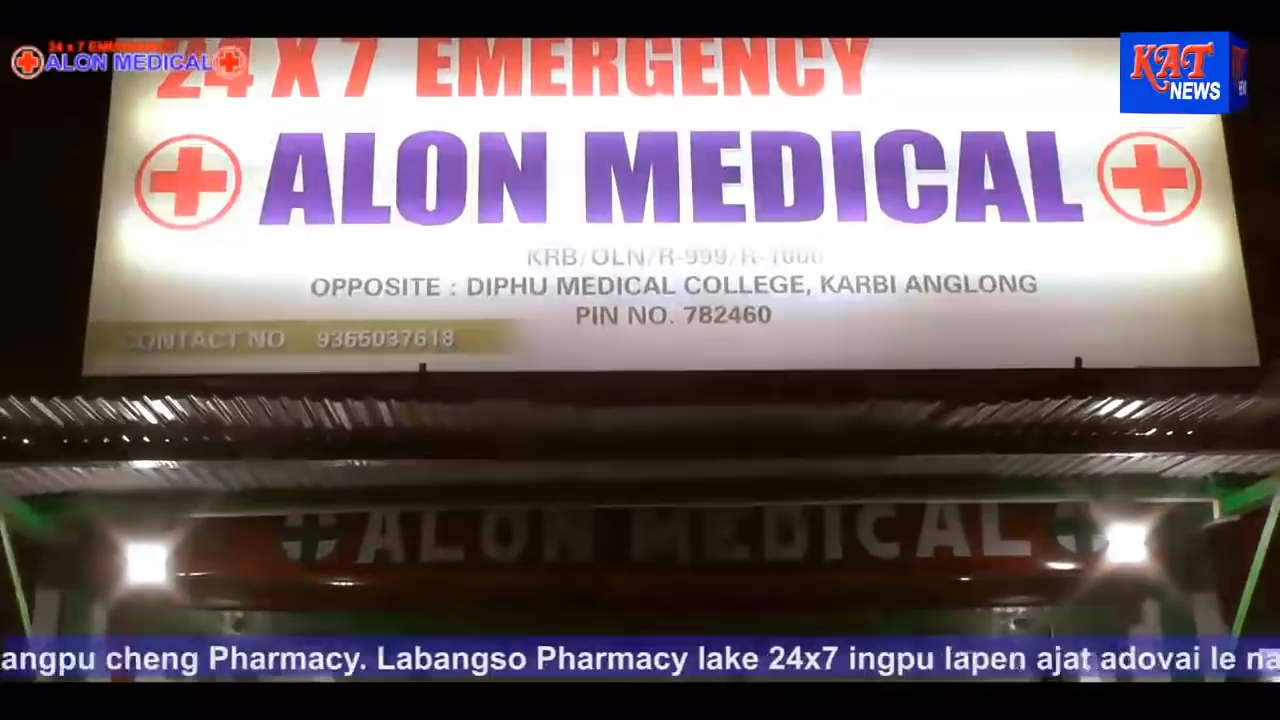 24 x 7 EMERGENCY
ALON MEDICAL
KAT
NEWS
24 X 7 EMERGENCY
ALON MEDICAL
KRB/OLN/R-999/R-1000
OPPOSITE : DIPHU MEDICAL COLLEGE, KARBI ANGLONG
PIN NO. 782460
CONTACT NO 9365037618
ALON MEDICAL
angpu cheng Pharmacy. Labangso Pharmacy lake 24x7 ingpu lapen ajat adovai le na